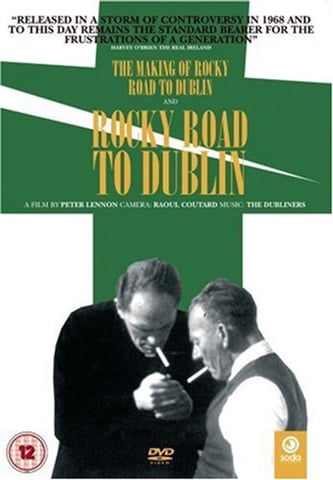 "RELEASED IN A STORM OF CONTROVERSY IN 1968 AND
TO THIS DAY REMAINS THE STANDARD BEARER FOR THE
FRUSTRATIONS OF A GENERATION"
HARVEY O'BRIEN THE REAL IRELAND
THE MAKING OF ROCKY
ROAD TO DUBLIN
AND
ROCKY ROAD
TO DUBLIN
A FILM BY PETER LENNON CAMERA: RAOUL COUTARD MUSIC: THE DUBLINERS
12
DVD
VIDEO
soda